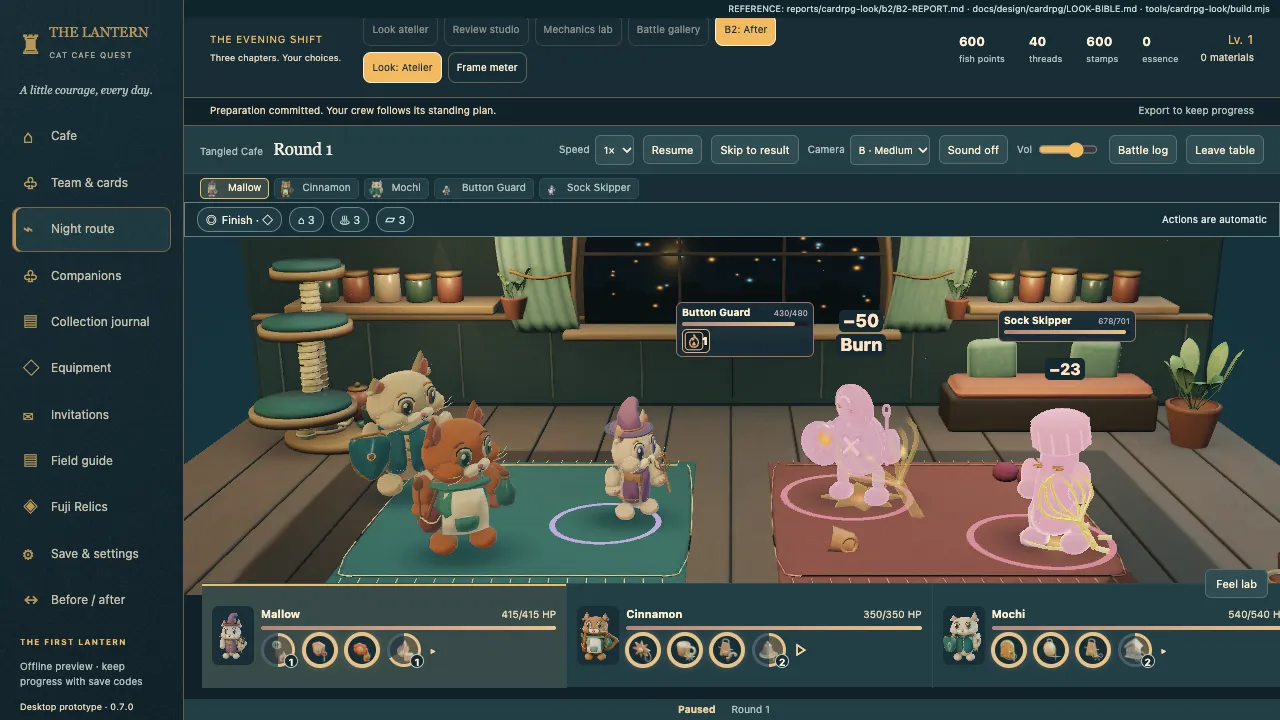 REFERENCE: reports/cardrpg-look/b2/B2-REPORT.md · docs/design/cardrpg/LOOK-BIBLE.md · tools/cardrpg-look/build.mjs
THE LANTERN
CAT CAFE QUEST
A little courage, every day.
Cafe
Team & cards
Night route
Companions
Collection journal
Equipment
Invitations
Field guide
Fuji Relics
Save & settings
Before / after
THE FIRST LANTERN
Offline preview · keep
progress with save codes
Desktop prototype · 0.7.0
THE EVENING SHIFT
Three chapters. Your choices.
Look atelier
Review studio
Mechanics lab
Battle gallery
B2: After
Look: Atelier
Frame meter
600
fish points
40
threads
600
stamps
0
essence
Lv. 1
0 materials
Preparation committed. Your crew follows its standing plan.
Export to keep progress
Tangled Cafe Round 1
Speed 1× Resume Skip to result Camera B · Medium Sound off Vol Battle log Leave table
Mallow Cinnamon Mochi Button Guard Sock Skipper
Finish · 3 3 3
Actions are automatic
Button Guard 430/480
1
−50
Burn
Sock Skipper 678/701
−23
Feel lab
Mallow 415/415 HP
1 1
Cinnamon 350/350 HP
2
Mochi 540/540 H
2
Paused Round 1